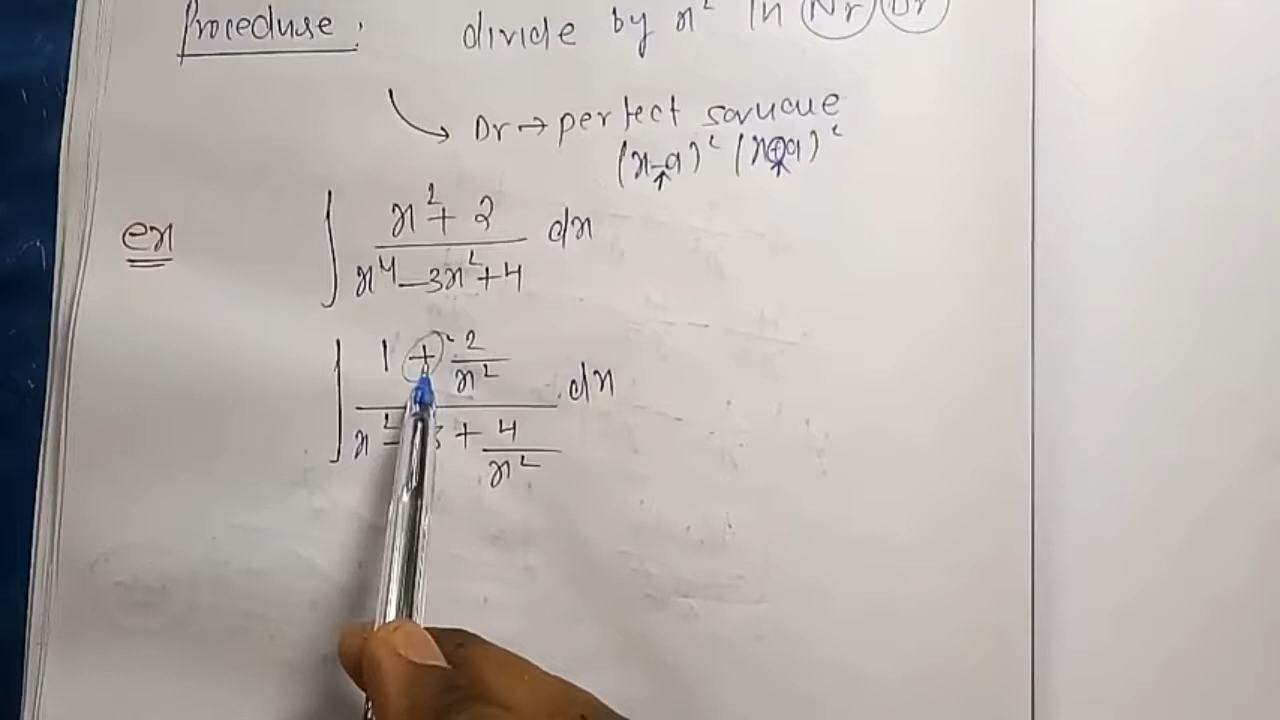 Procedure : divide by x² in Nr Dr
Dr → perfect square
(x-a)² (x+a)²
ex ∫ x² + 2 / x⁴ - 3x² + 4 dx
∫ 1 + 2/x² / x² - 3 + 4/x² dx